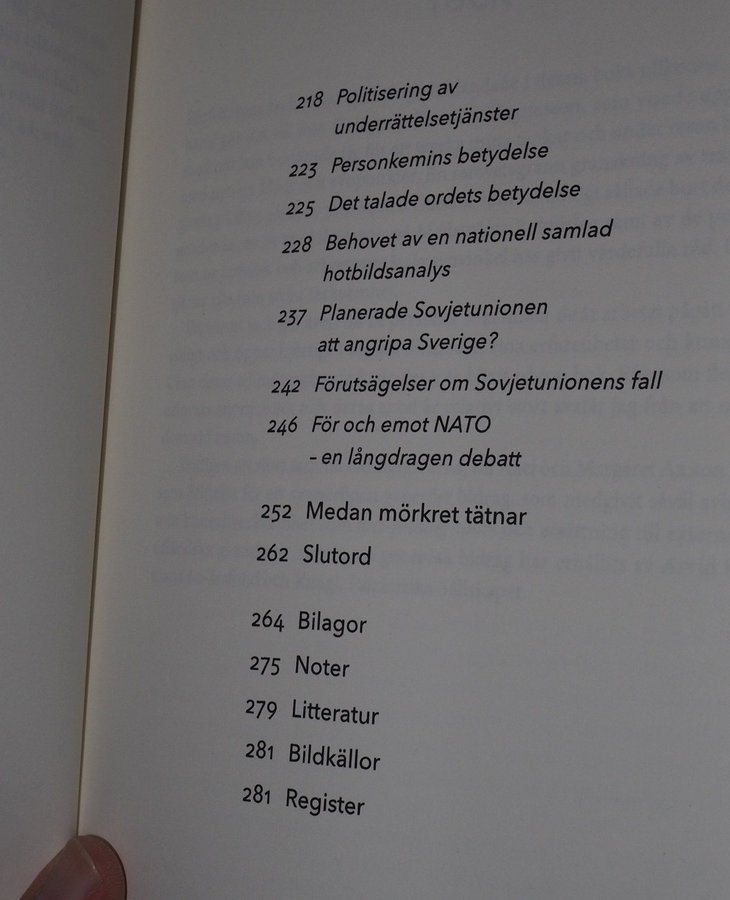 218 Politisering av
underrättelsetjänster
223 Personkemins betydelse
225 Det talade ordets betydelse
228 Behovet av en nationell samlad
hotbildsanalys
237 Planerade Sovjetunionen
att angripa Sverige?
242 Förutsägelser om Sovjetunionens fall
246 För och emot NATO
– en långdragen debatt
252 Medan mörkret tätnar
262 Slutord
264 Bilagor
275 Noter
279 Litteratur
281 Bildkällor
281 Register